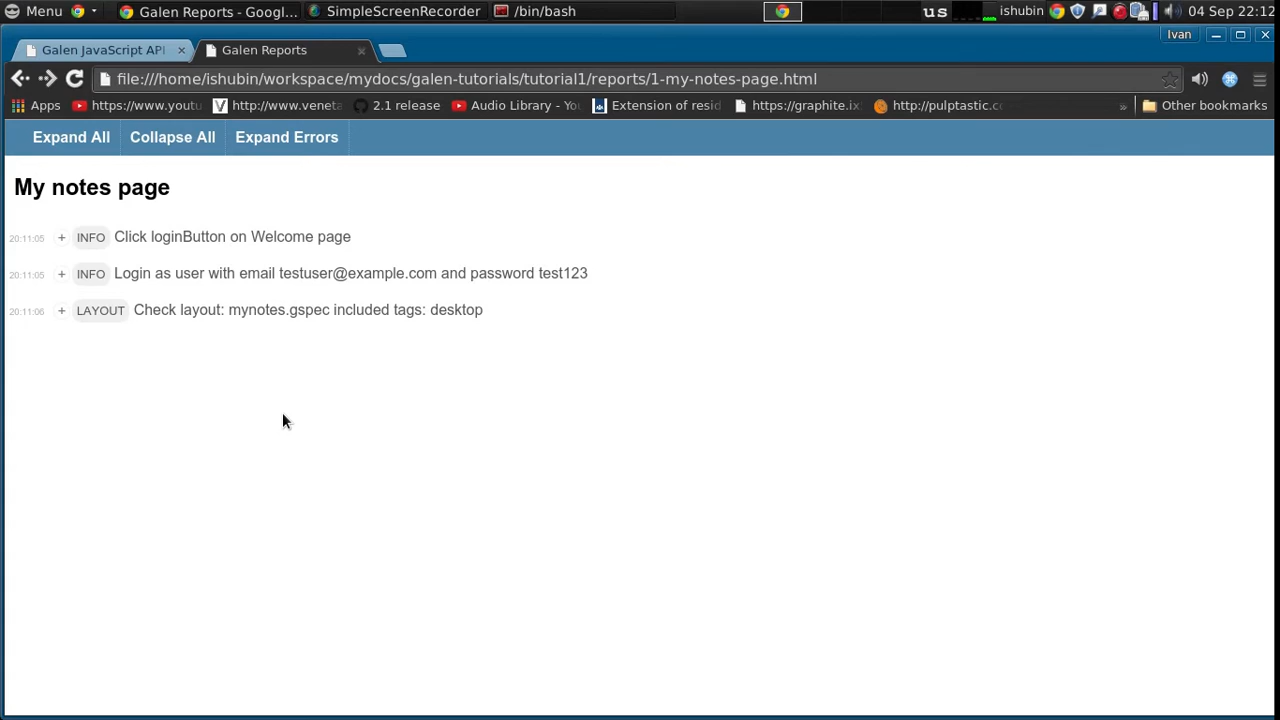 Menu Galen Reports - Googl... SimpleScreenRecorder /bin/bash us ishubin 04 Sep 22:12
Ivan
Galen JavaScript API × Galen Reports ×
file:///home/ishubin/workspace/mydocs/galen-tutorials/tutorial1/reports/1-my-notes-page.html
Apps https://www.youtu http://www.veneta 2.1 release Audio Library - You Extension of resid https://graphite.ix http://pulptastic.co » Other bookmarks
Expand All Collapse All Expand Errors
My notes page
20:11:05 + INFO Click loginButton on Welcome page
20:11:05 + INFO Login as user with email testuser@example.com and password test123
20:11:06 + LAYOUT Check layout: mynotes.gspec included tags: desktop